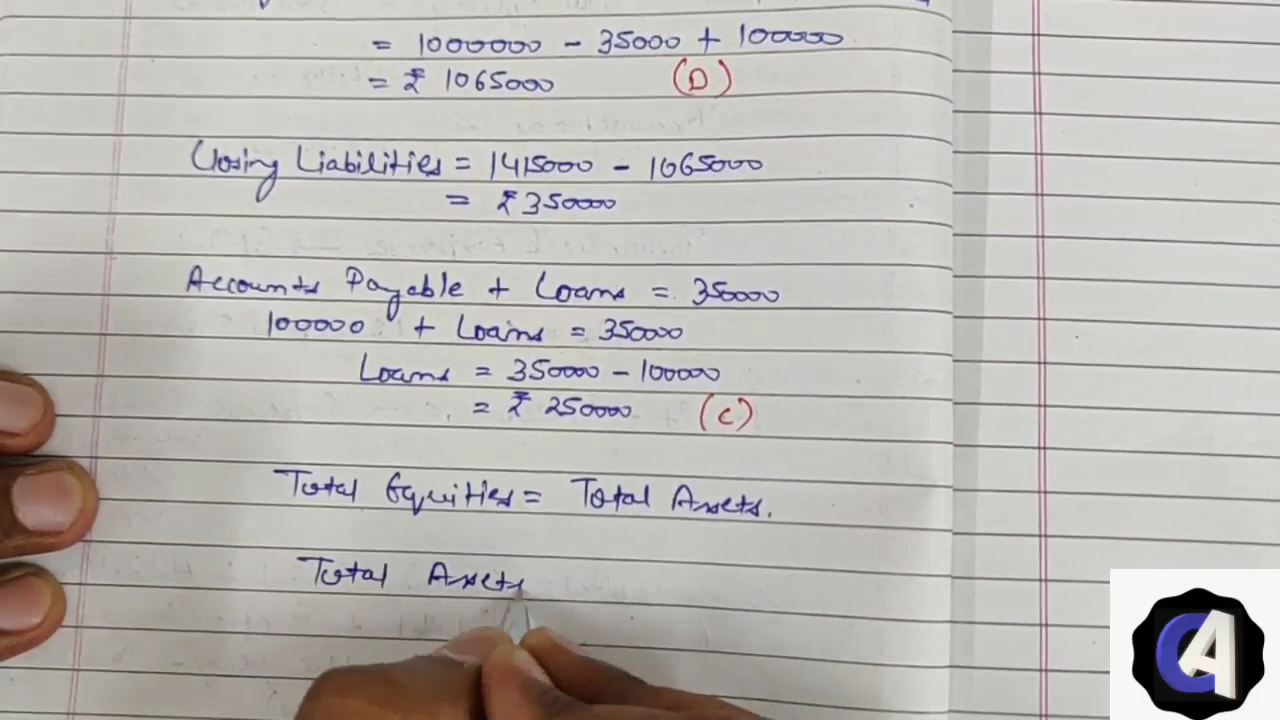 = 1000000 - 35000 + 100000
= ₹ 1065000 (D)
Closing Liabilities = 1415000 - 1065000
= ₹350000
Accounts Payable + Loans = 350000
100000 + Loans = 350000
Loans = 350000 - 100000
= ₹ 250000 (C)
Total Equities = Total Assets.
Total Assets
CA